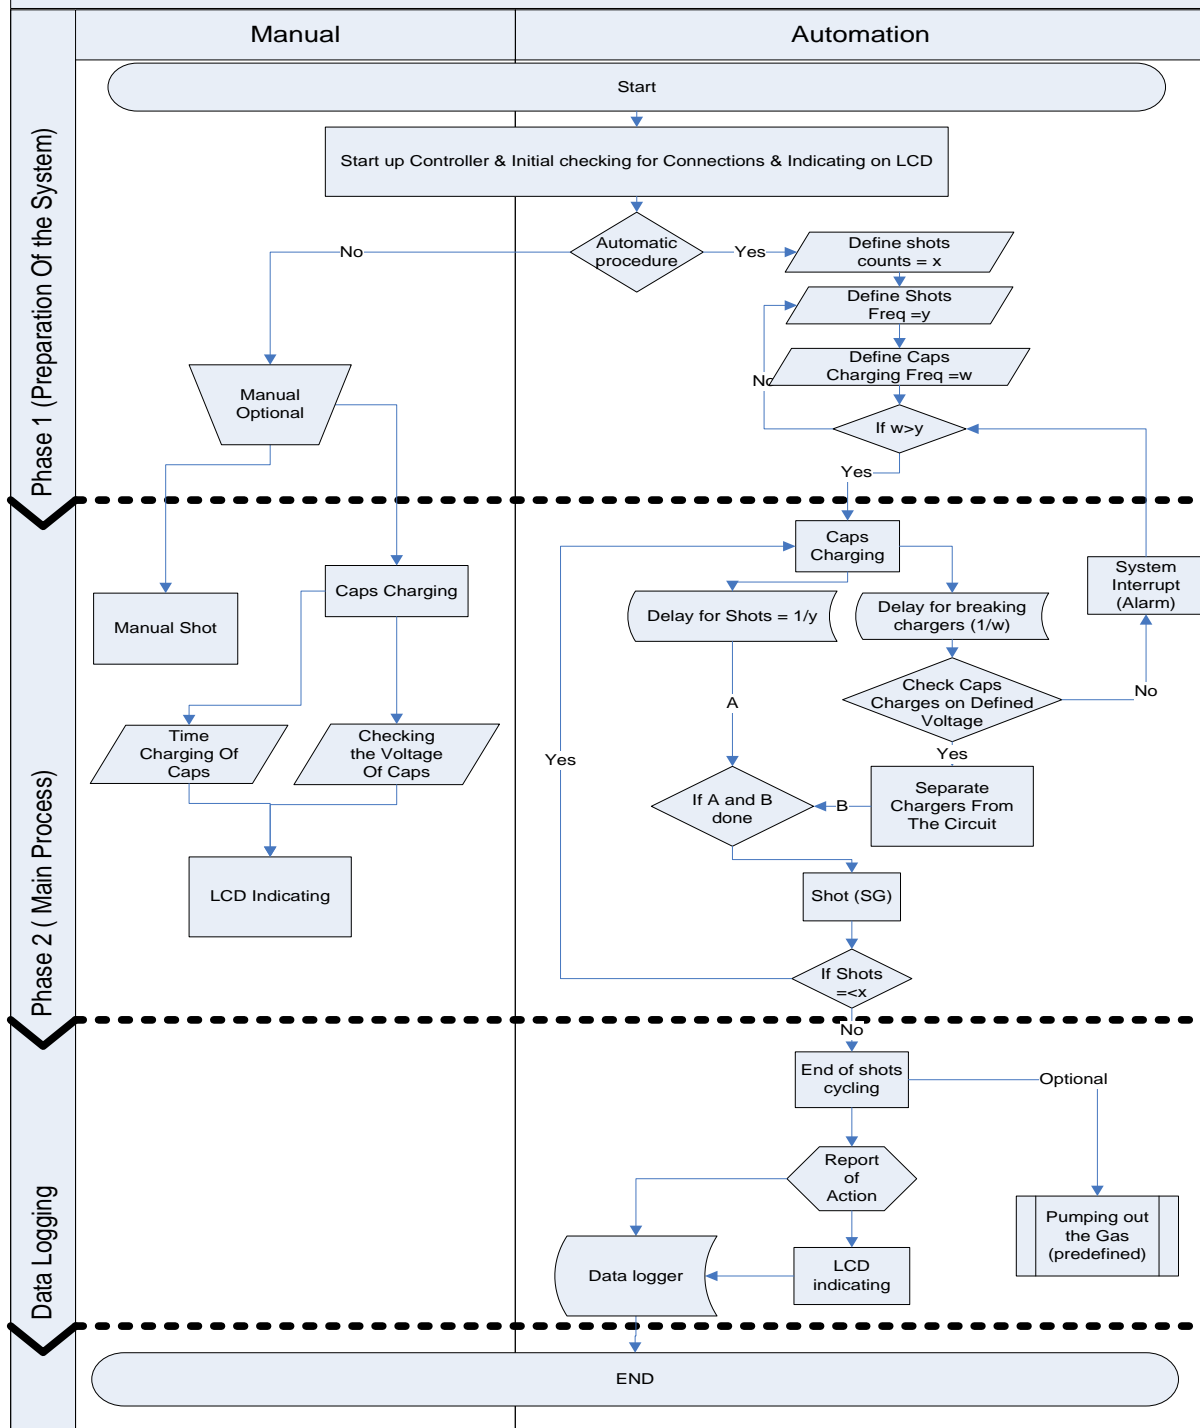 Manual
Automation
Phase 1 (Preparation Of the System)
Start
Start up Controller & Initial checking for Connections & Indicating on LCD
Automatic
procedure
No
Yes
Define shots
counts = x
Define Shots
Freq =y
Define Caps
Charging Freq =w
No
If w>y
Yes
Manual
Optional
Phase 2 ( Main Process)
Manual Shot
Caps Charging
Time
Charging Of
Caps
Checking
the Voltage
Of Caps
LCD Indicating
Caps
Charging
System
Interrupt
(Alarm)
Delay for Shots = 1/y
Delay for breaking
chargers (1/w)
Check Caps
Charges on Defined
Voltage
No
A
Yes
Yes
If A and B
done
B
Separate
Chargers From
The Circuit
Shot (SG)
If Shots
=<x
No
Data Logging
End of shots
cycling
Optional
Report
of
Action
Pumping out
the Gas
(predefined)
Data logger
LCD
indicating
END